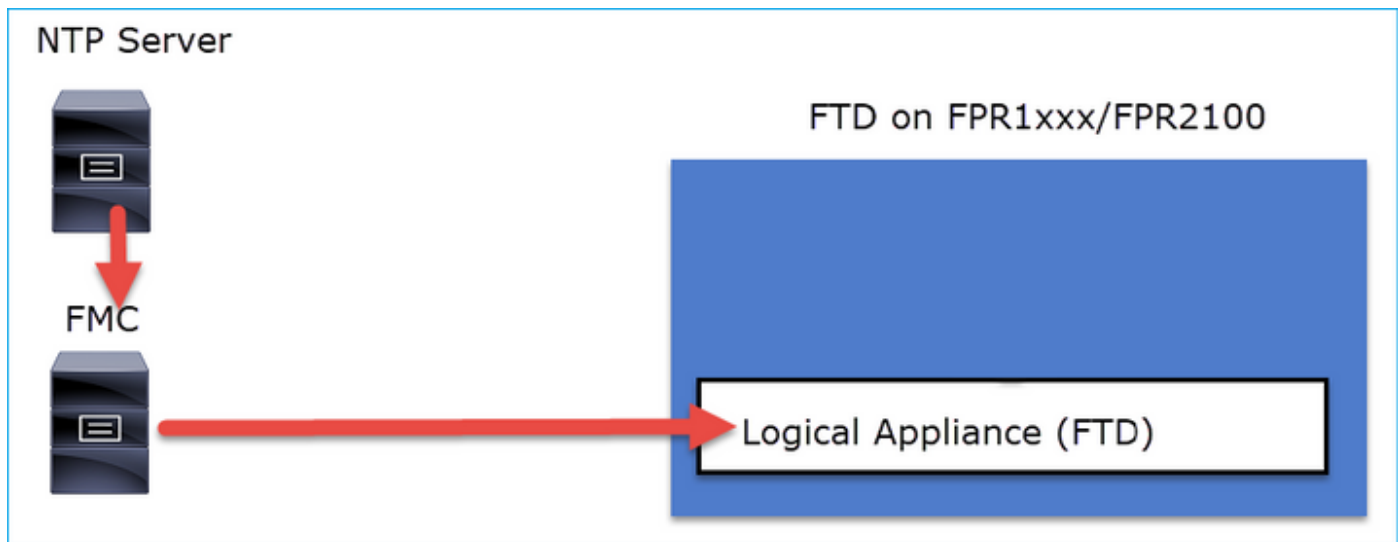 NTP Server
FTD on FPR1xxx/FPR2100
FMC
Logical Appliance (FTD)